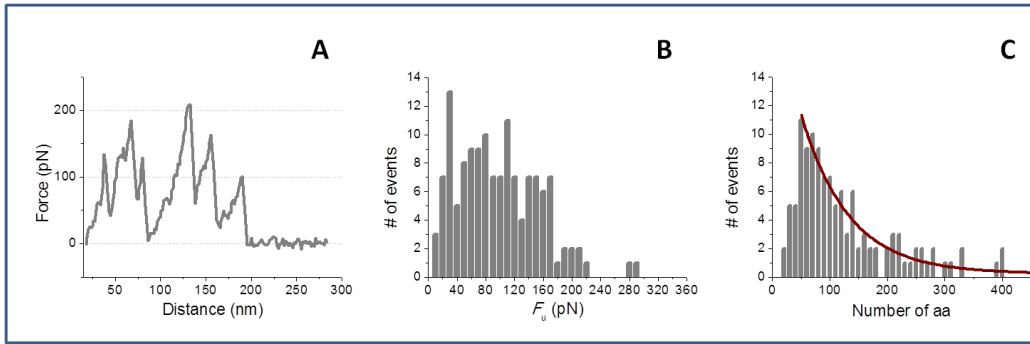 A
200
100
0
Force (pN)
50 100 150 200 250 300
Distance (nm)
B
14
12
10
8
6
4
2
0
# of events
0 40 80 120 160 200 240 280 320 360
Fᵤ (pN)
C
14
12
10
8
6
4
2
0
# of events
0 100 200 300 400
Number of aa